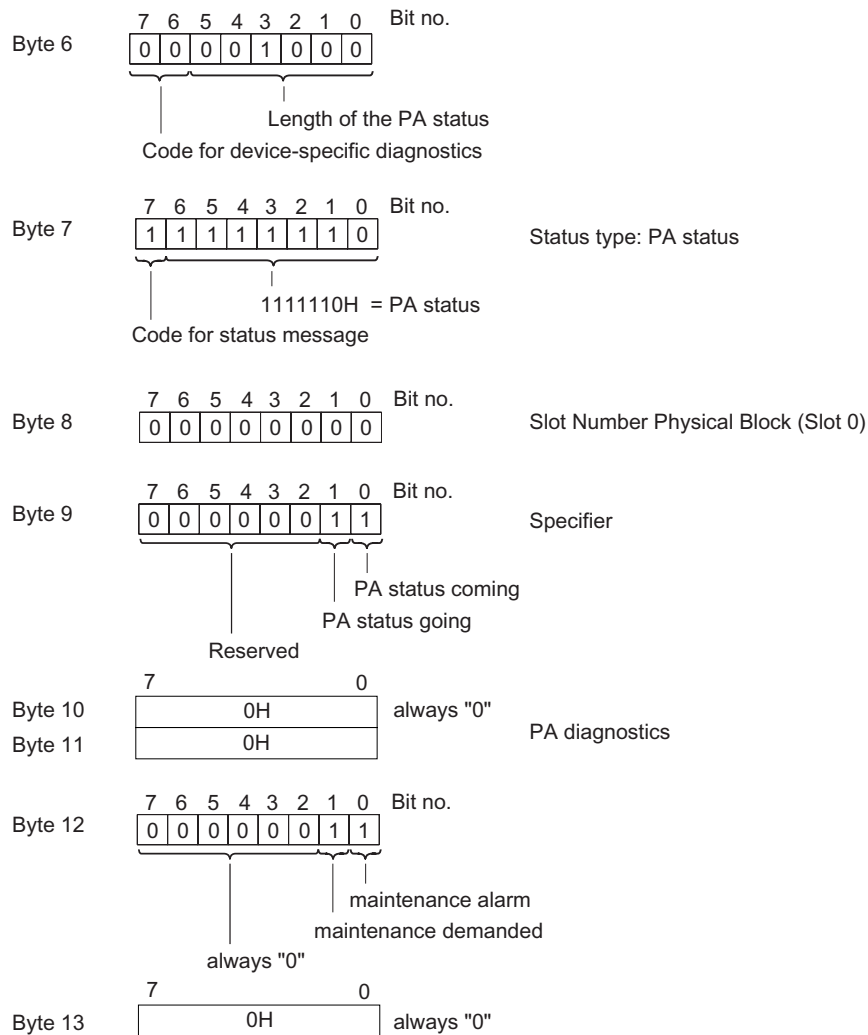 7 6 5 4 3 2 1 0 Bit no.
Byte 6 0 0 0 0 1 0 0 0
Length of the PA status
Code for device-specific diagnostics
7 6 5 4 3 2 1 0 Bit no.
Byte 7 1 1 1 1 1 1 1 0 Status type: PA status
1111110H = PA status
Code for status message
7 6 5 4 3 2 1 0 Bit no.
Byte 8 0 0 0 0 0 0 0 0 Slot Number Physical Block (Slot 0)
7 6 5 4 3 2 1 0 Bit no.
Byte 9 0 0 0 0 0 0 1 1 Specifier
PA status coming
PA status going
Reserved
7 0
Byte 10 0H always "0"
PA diagnostics
Byte 11 0H
7 6 5 4 3 2 1 0 Bit no.
Byte 12 0 0 0 0 0 0 1 1
maintenance alarm
maintenance demanded
always "0"
7 0
Byte 13 0H always "0"